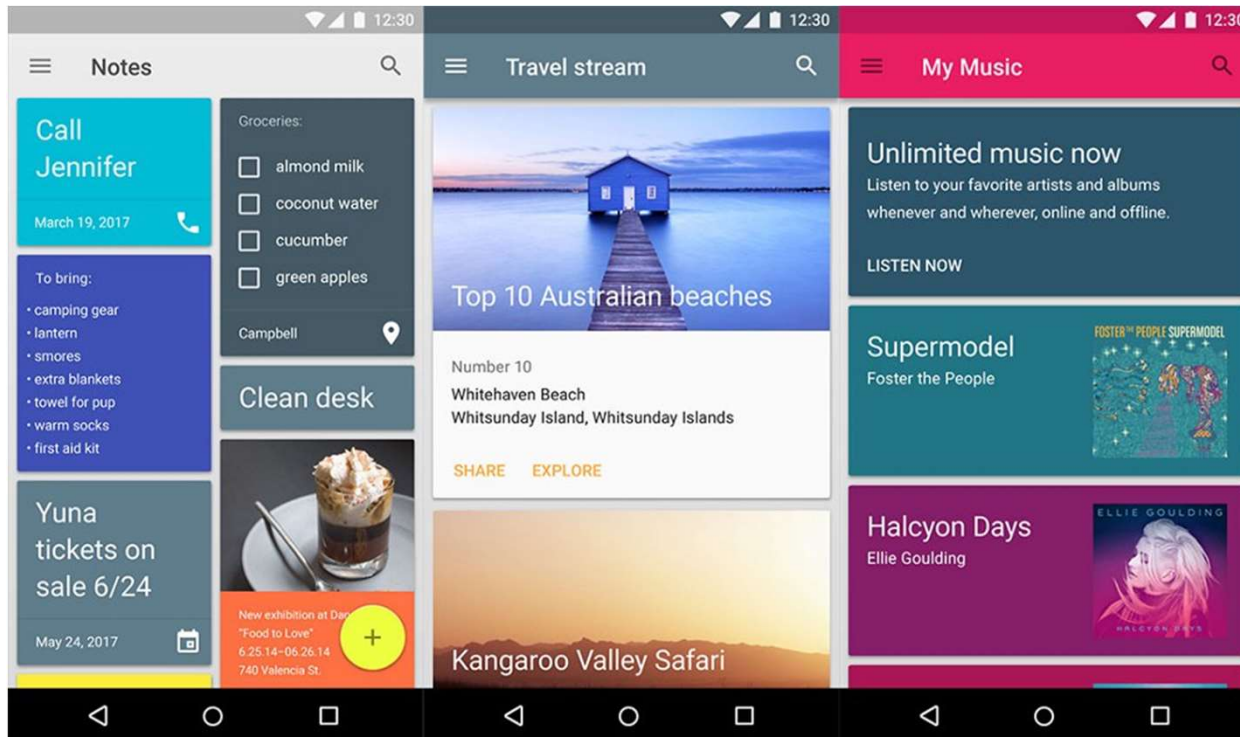 12:30
Notes
Call
Jennifer
March 19, 2017
To bring:
• camping gear
• lantern
• smores
• extra blankets
• towel for pup
• warm socks
• first aid kit
Yuna
tickets on
sale 6/24
May 24, 2017
Groceries:
almond milk
coconut water
cucumber
green apples
Campbell
Clean desk
New exhibition at
"Food to Love"
6.25.14–06.26.14
740 Valencia St.
+
12:30
Travel stream
Top 10 Australian beaches
Number 10
Whitehaven Beach
Whitsunday Island, Whitsunday Islands
SHARE EXPLORE
Kangaroo Valley Safari
12:30
My Music
Unlimited music now
Listen to your favorite artists and albums
whenever and wherever, online and offline.
LISTEN NOW
Supermodel
Foster the People
FOSTER THE PEOPLE SUPERMODEL
Halcyon Days
Ellie Goulding
ELLIE GOULDING
HALCYON DAYS